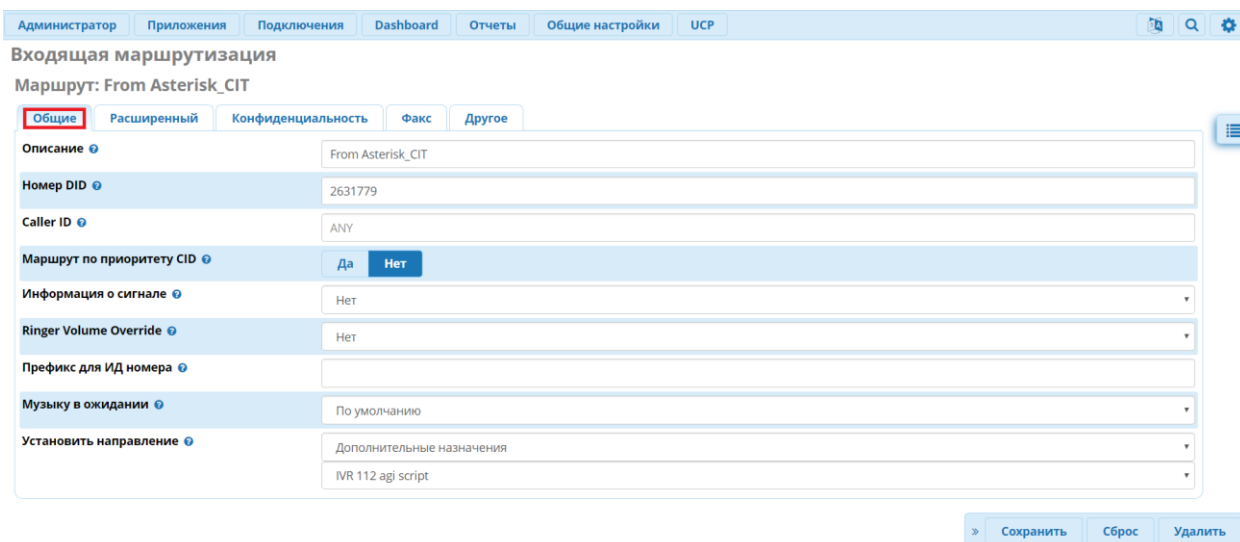 Администратор Приложения Подключения Dashboard Отчеты Общие настройки UCP
Входящая маршрутизация
Маршрут: From Asterisk_CIT
Общие Расширенный Конфиденциальность Факс Другое
Описание From Asterisk_CIT
Номер DID 2631779
Caller ID ANY
Маршрут по приоритету CID Да Нет
Информация о сигнале Нет
Ringer Volume Override Нет
Префикс для ИД номера
Музыку в ожидании По умолчанию
Установить направление Дополнительные назначения
IVR 112 agi script
» Сохранить Сброс Удалить